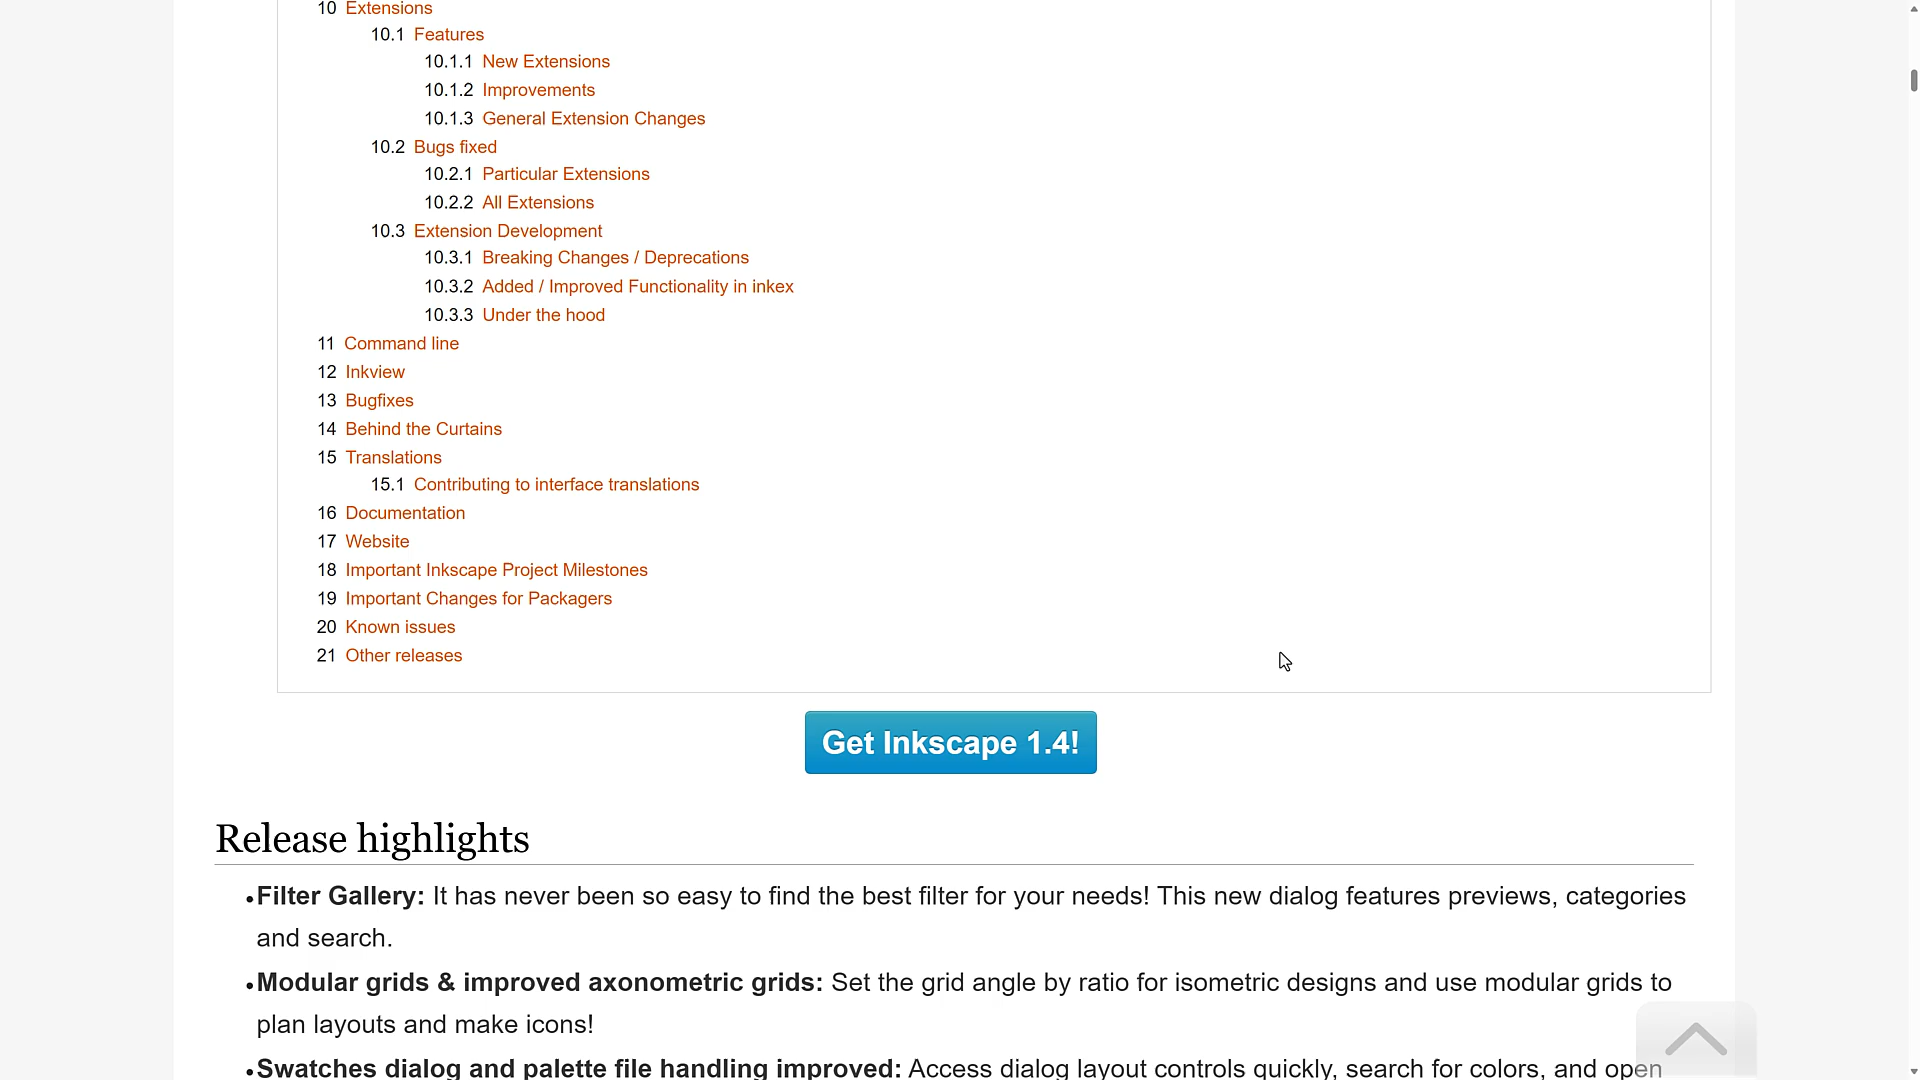 10 Extensions
10.1 Features
10.1.1 New Extensions
10.1.2 Improvements
10.1.3 General Extension Changes
10.2 Bugs fixed
10.2.1 Particular Extensions
10.2.2 All Extensions
10.3 Extension Development
10.3.1 Breaking Changes / Deprecations
10.3.2 Added / Improved Functionality in inkex
10.3.3 Under the hood
11 Command line
12 Inkview
13 Bugfixes
14 Behind the Curtains
15 Translations
15.1 Contributing to interface translations
16 Documentation
17 Website
18 Important Inkscape Project Milestones
19 Important Changes for Packagers
20 Known issues
21 Other releases
Get Inkscape 1.4!
Release highlights
• Filter Gallery: It has never been so easy to find the best filter for your needs! This new dialog features previews, categories
and search.
• Modular grids & improved axonometric grids: Set the grid angle by ratio for isometric designs and use modular grids to
plan layouts and make icons!
• Swatches dialog and palette file handling improved: Access dialog layout controls quickly, search for colors, and open